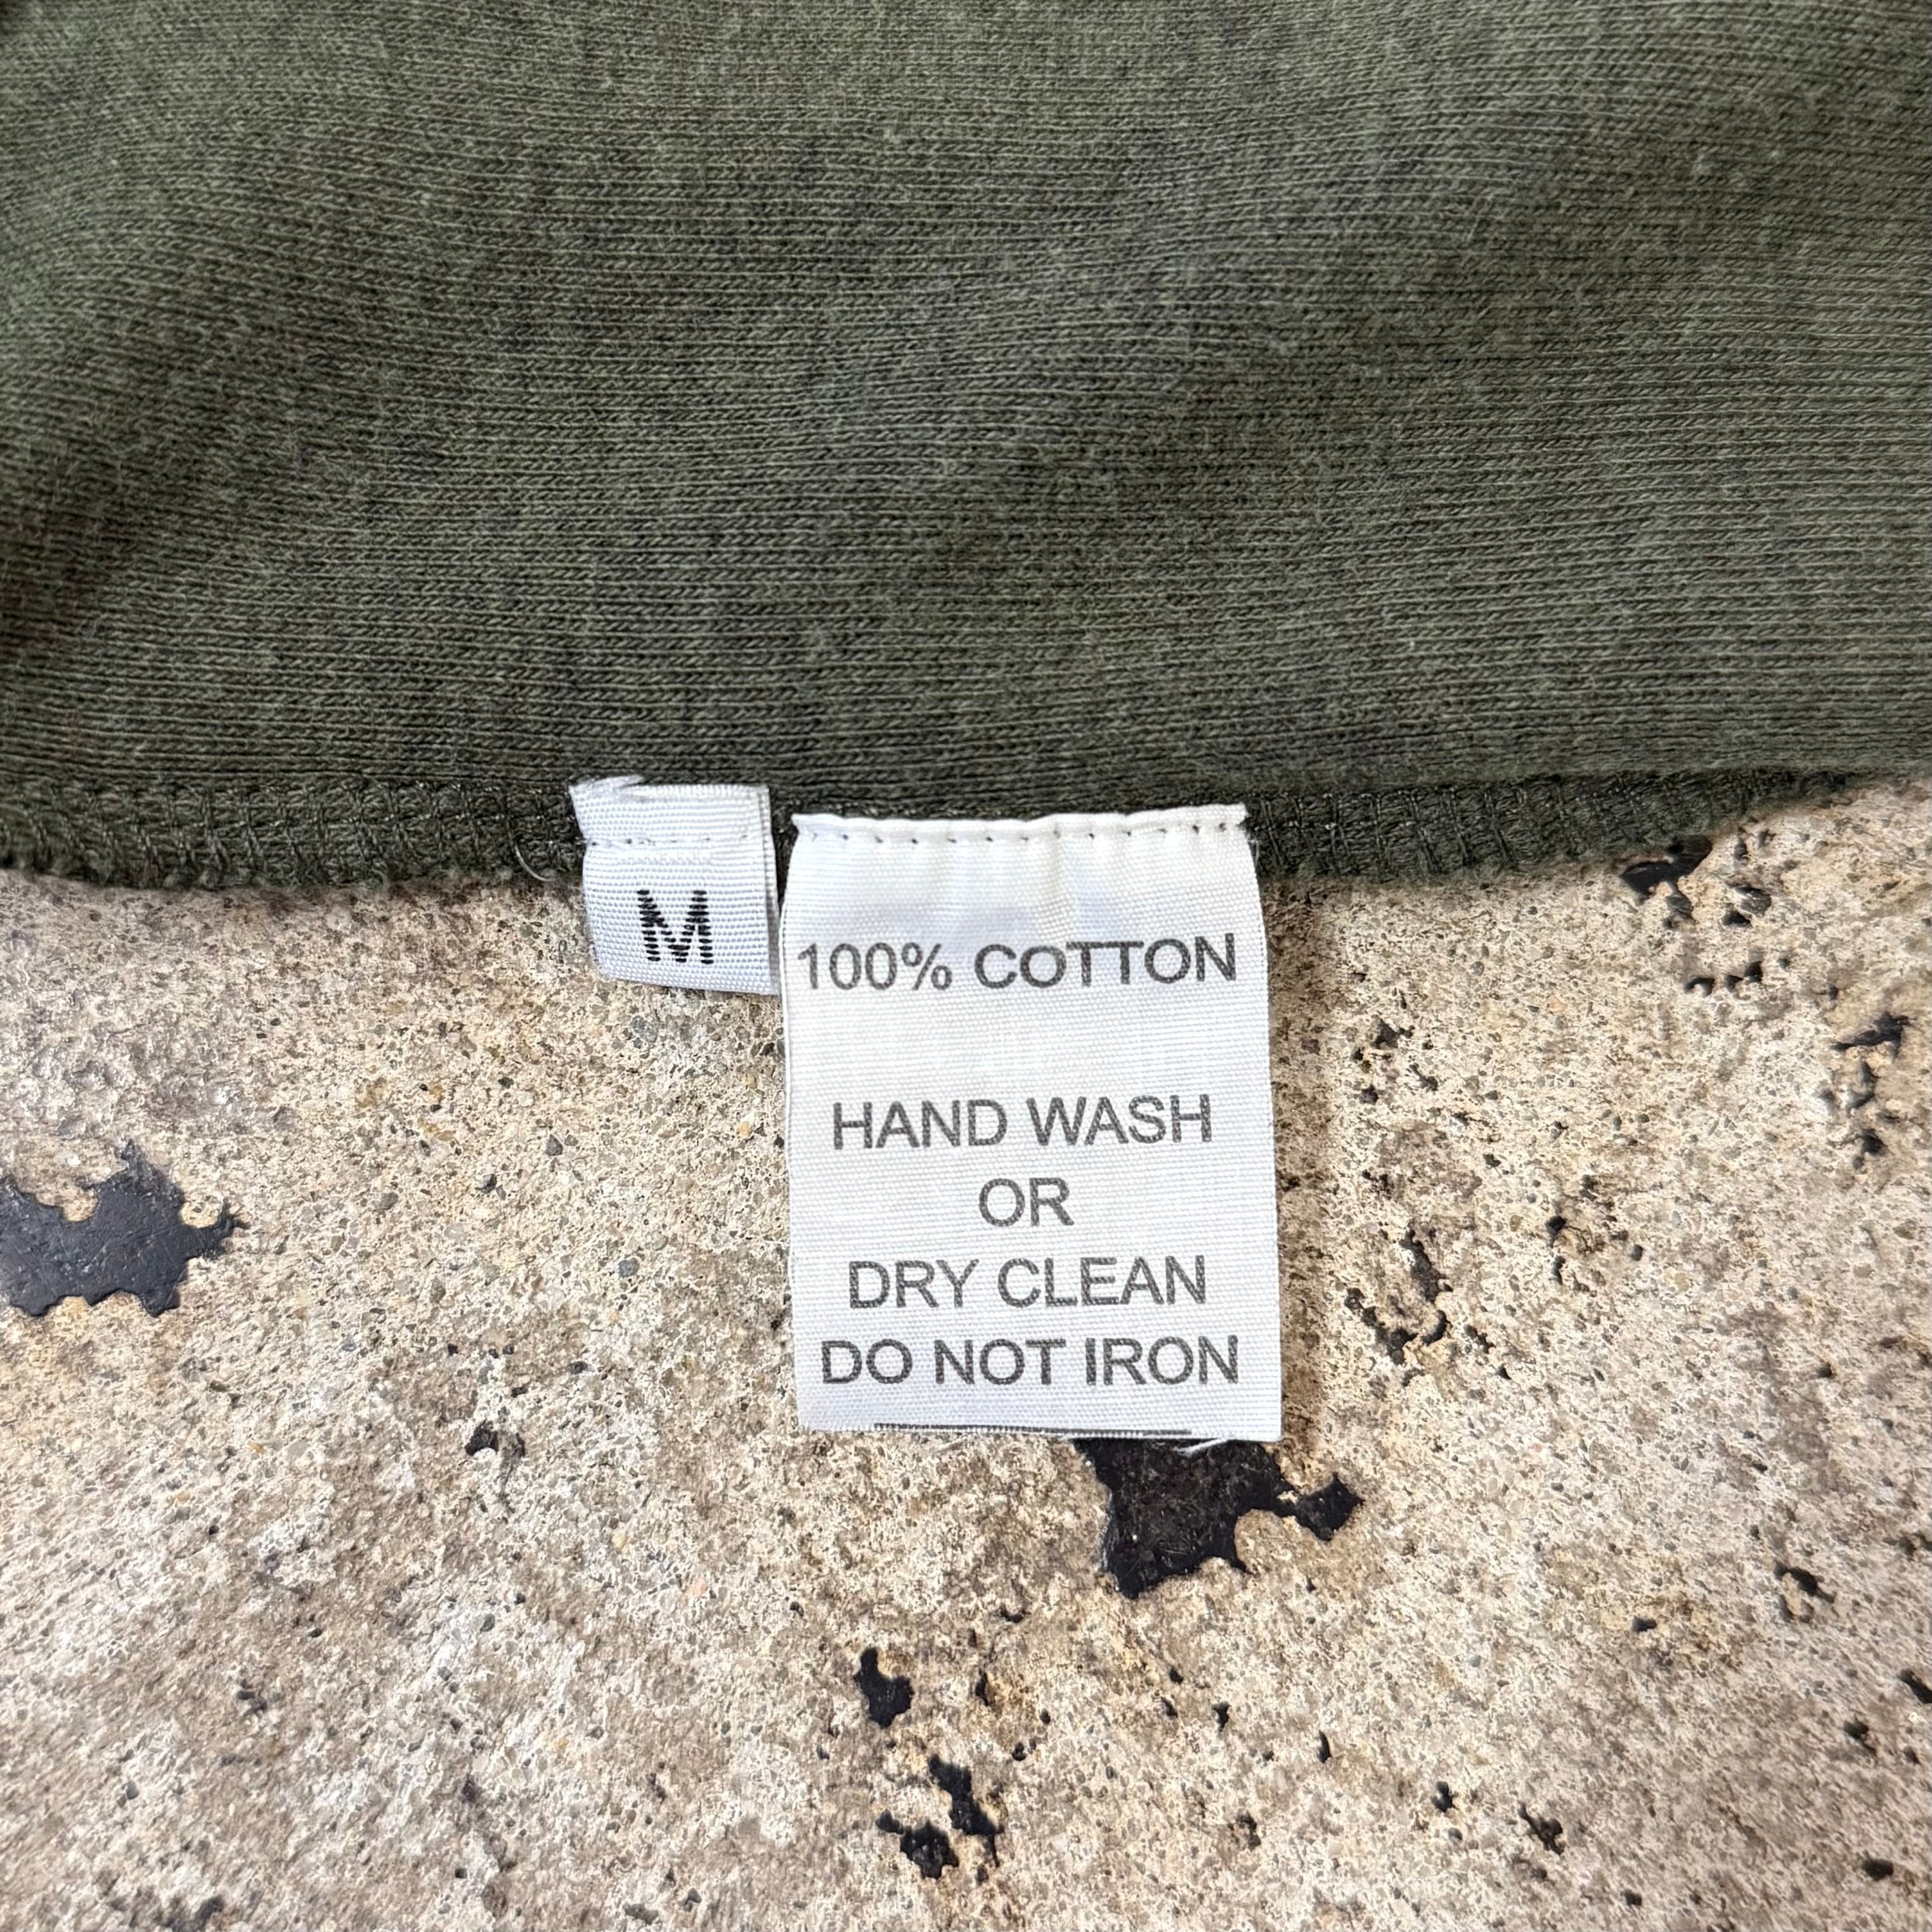 M
100% COTTON
HAND WASH
OR
DRY CLEAN
DO NOT IRON